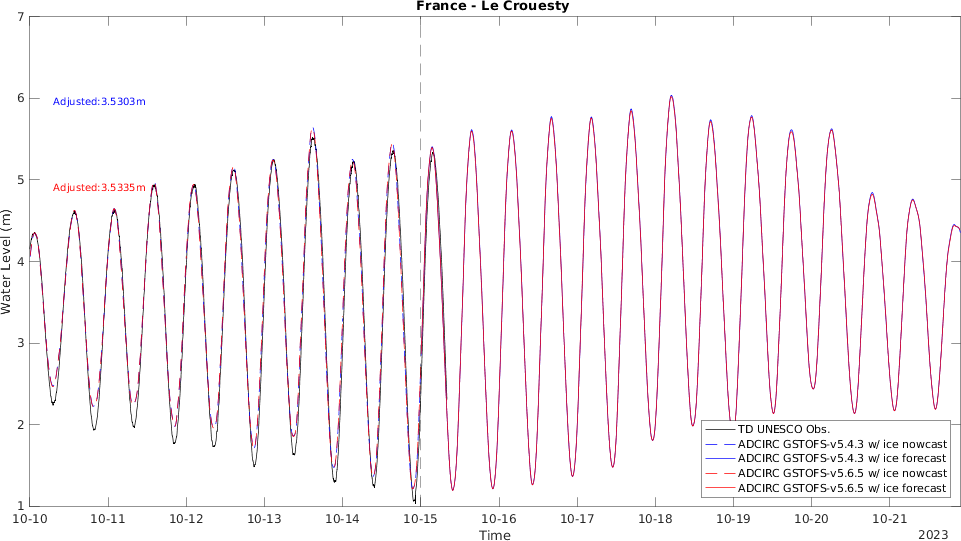 France - Le Crouesty
7
6
5
4
3
2
1
Water Level (m)
Adjusted:3.5303m
Adjusted:3.5335m
TD UNESCO Obs.
ADCIRC GSTOFS-v5.4.3 w/ ice nowcast
ADCIRC GSTOFS-v5.4.3 w/ ice forecast
ADCIRC GSTOFS-v5.6.5 w/ ice nowcast
ADCIRC GSTOFS-v5.6.5 w/ ice forecast
10-10 10-11 10-12 10-13 10-14 10-15 10-16 10-17 10-18 10-19 10-20 10-21
Time
2023